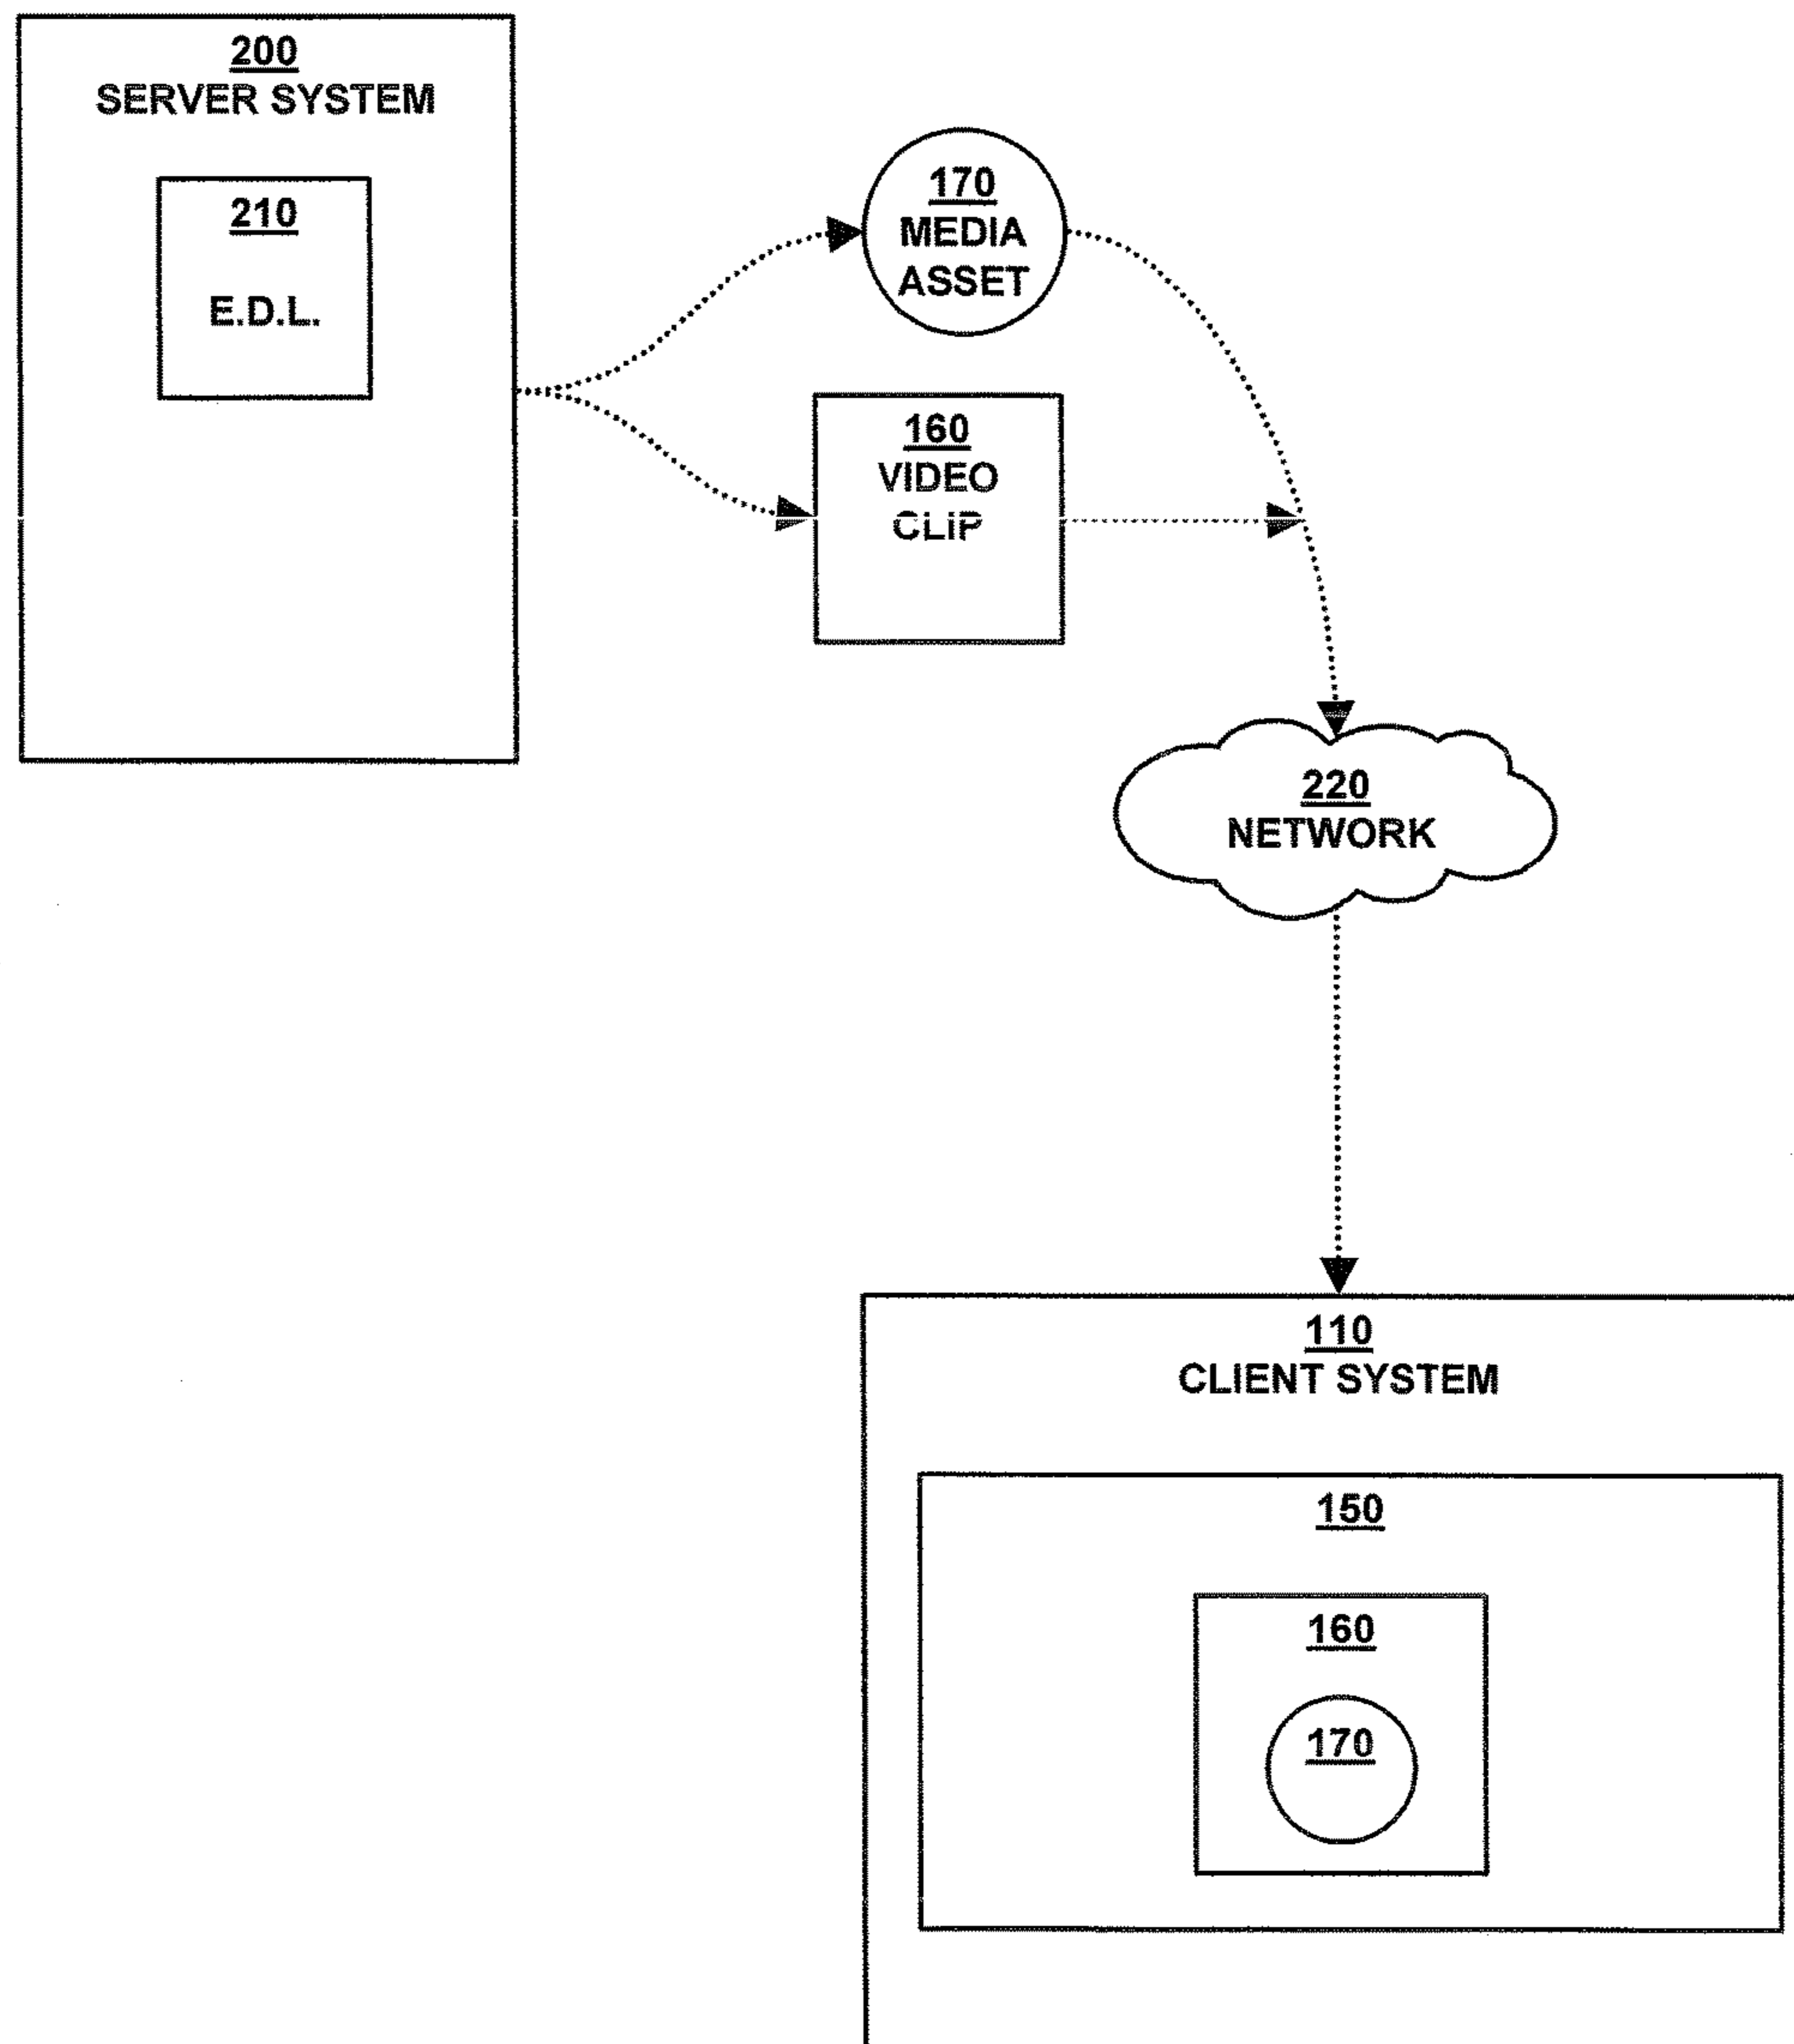 200
SERVER SYSTEM
210
E.D.L.
170
MEDIA
ASSET
160
VIDEO
CLIP
220
NETWORK
110
CLIENT SYSTEM
150
160
170